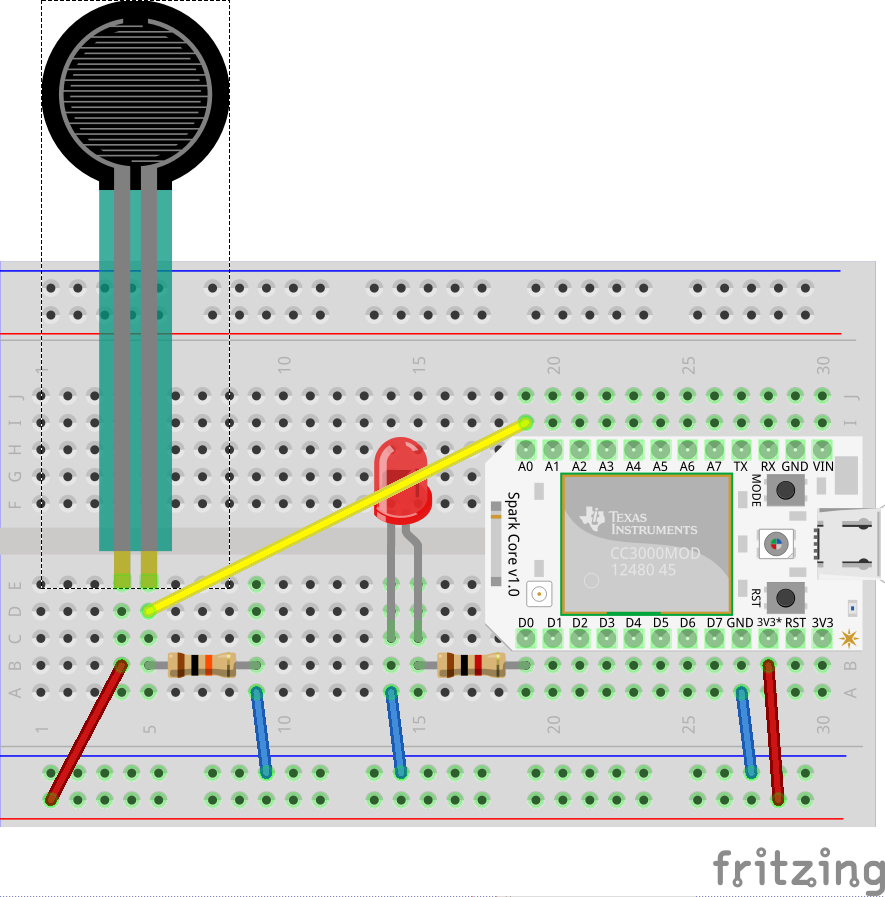 1 10 15 20 25 30
J J
I I
H
G
F
A0 A1 A2 A3 A4 A5 A6 A7 TX RX GND VIN
MODE
Spark Core v1.0
TEXAS
INSTRUMENTS
CC3000MOD
12480 45
RST
E
D
C
D0 D1 D2 D3 D4 D5 D6 D7 GND 3V3* RST 3V3
B B
A A
1 5 10 15 20 25 30
fritzing